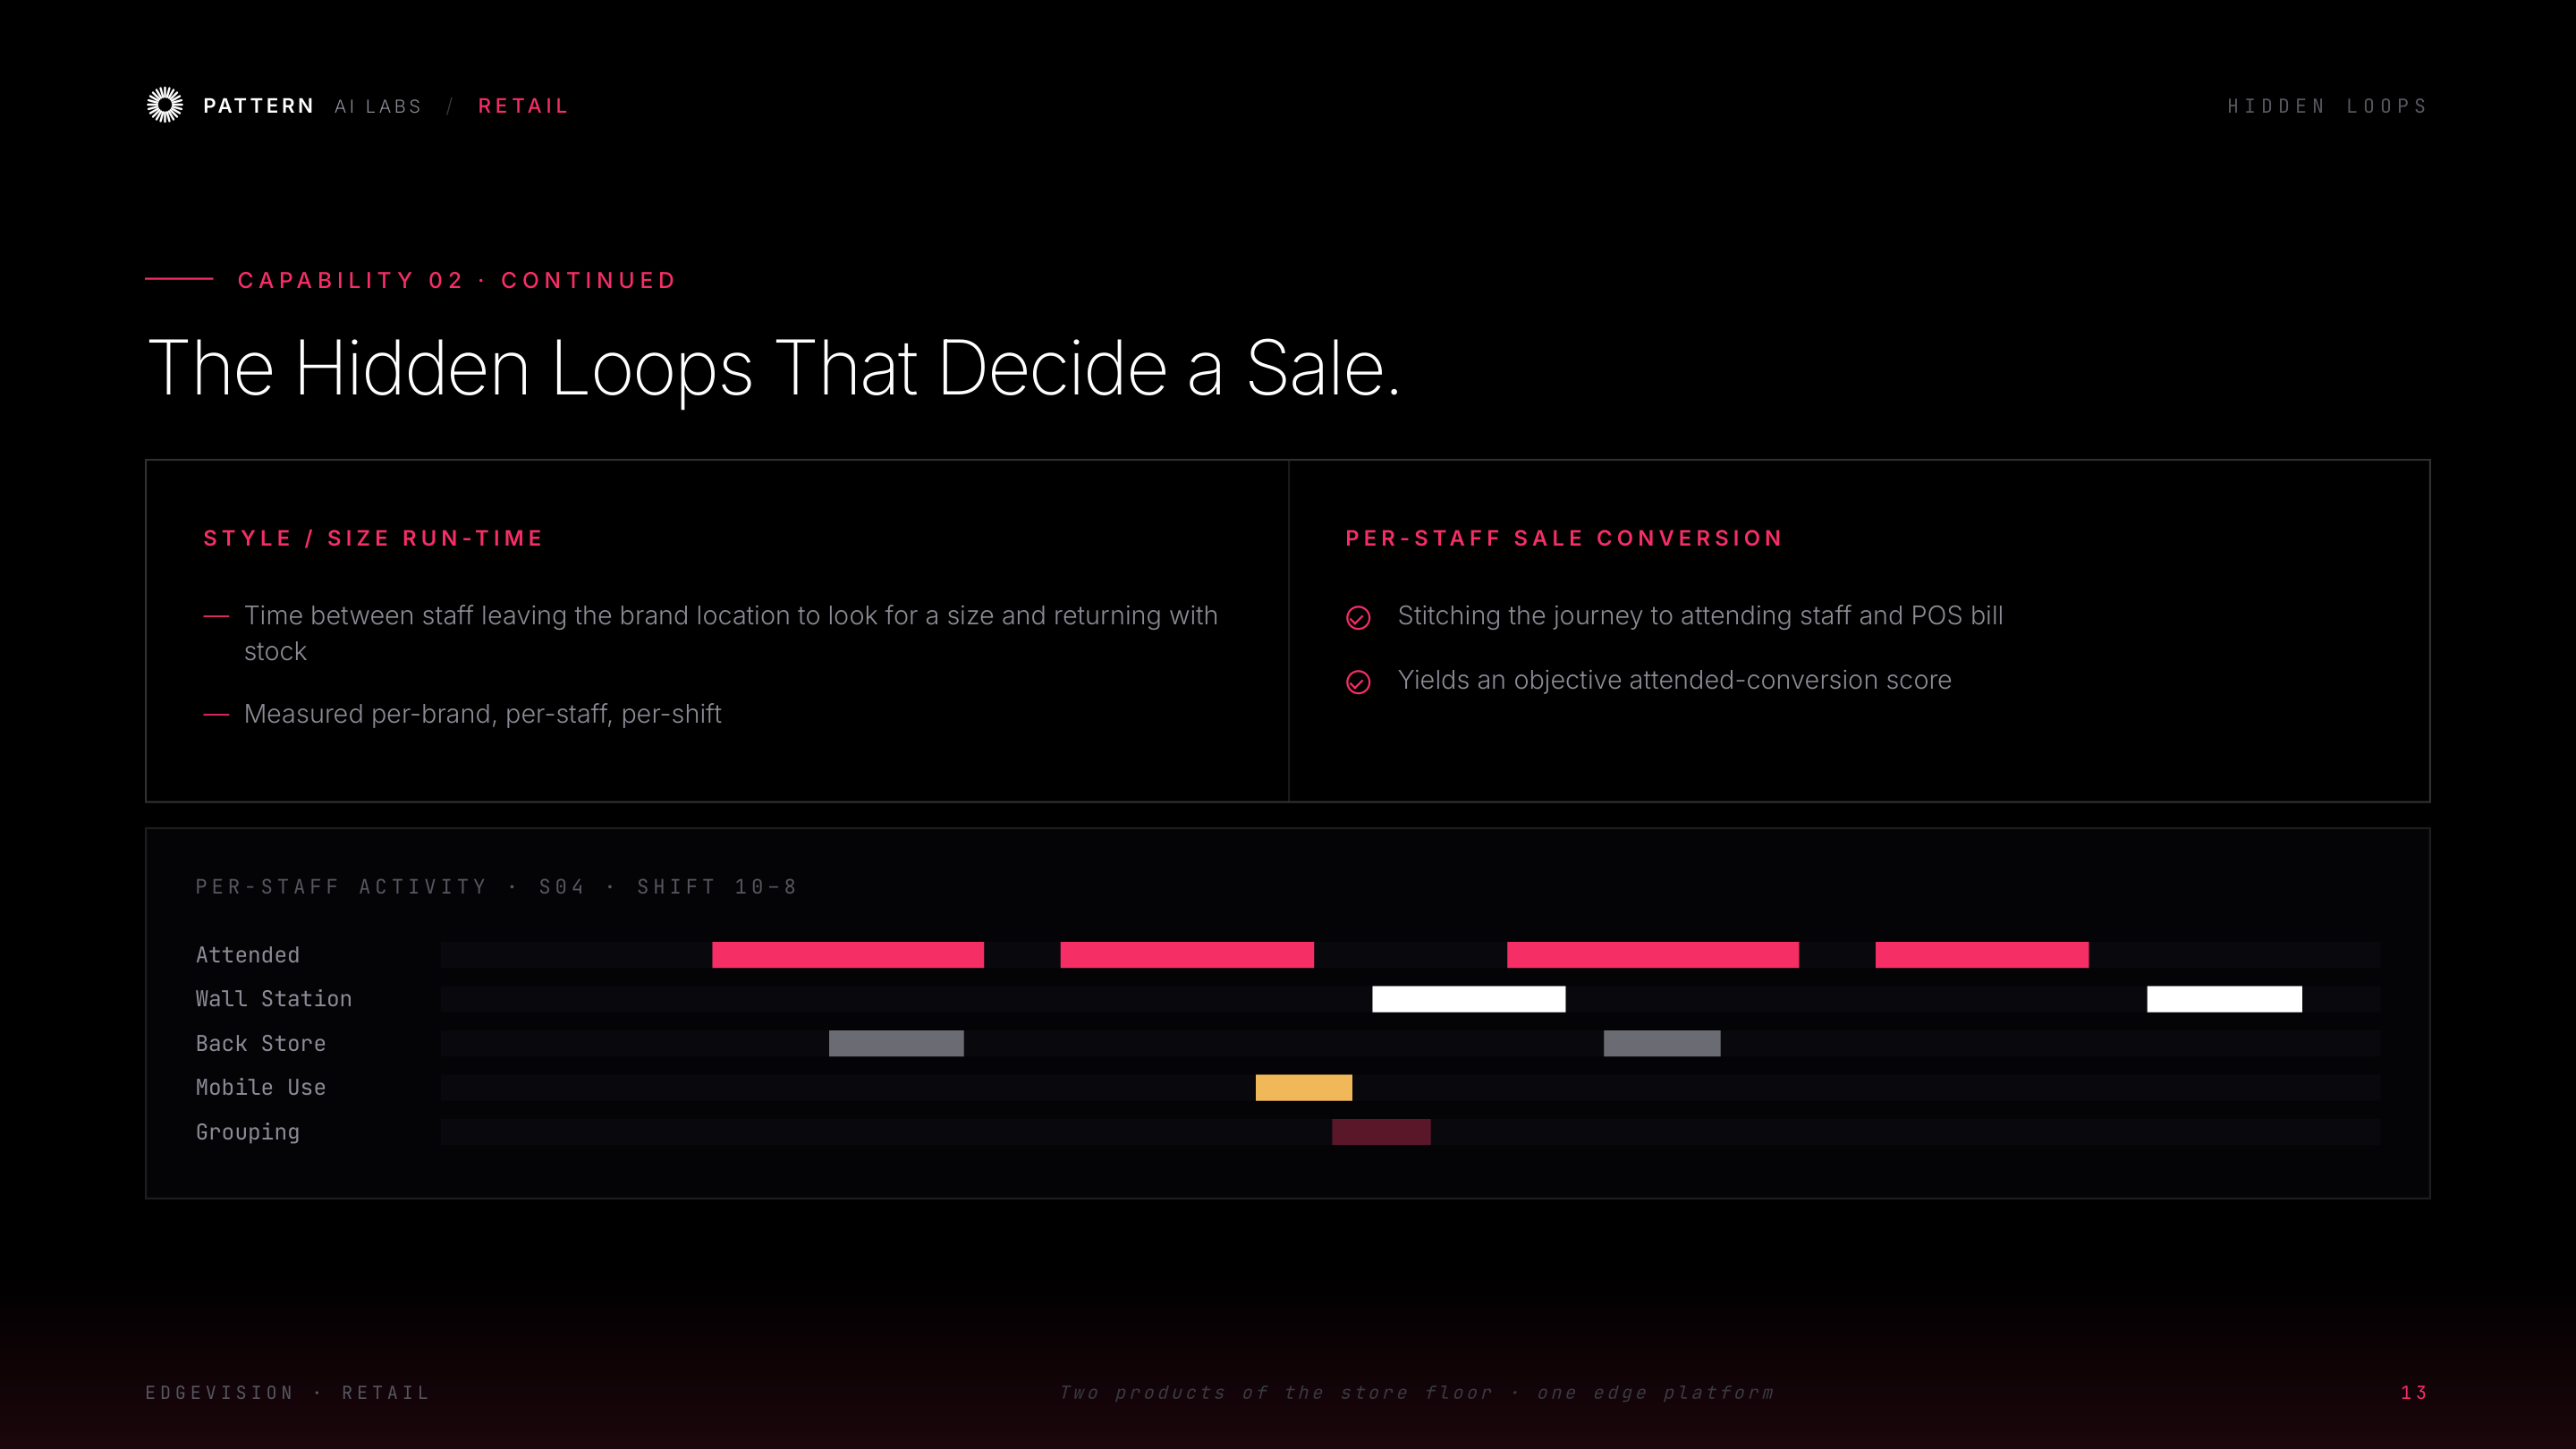 PATTERN AI LABS / RETAIL
HIDDEN LOOPS
CAPABILITY 02 · CONTINUED
The Hidden Loops That Decide a Sale.
STYLE / SIZE RUN-TIME
— Time between staff leaving the brand location to look for a size and returning with
stock
— Measured per-brand, per-staff, per-shift
PER-STAFF SALE CONVERSION
Stitching the journey to attending staff and POS bill
Yields an objective attended-conversion score
PER-STAFF ACTIVITY · S04 · SHIFT 10–8
Attended
Wall Station
Back Store
Mobile Use
Grouping
EDGEVISION · RETAIL
Two products of the store floor · one edge platform
13